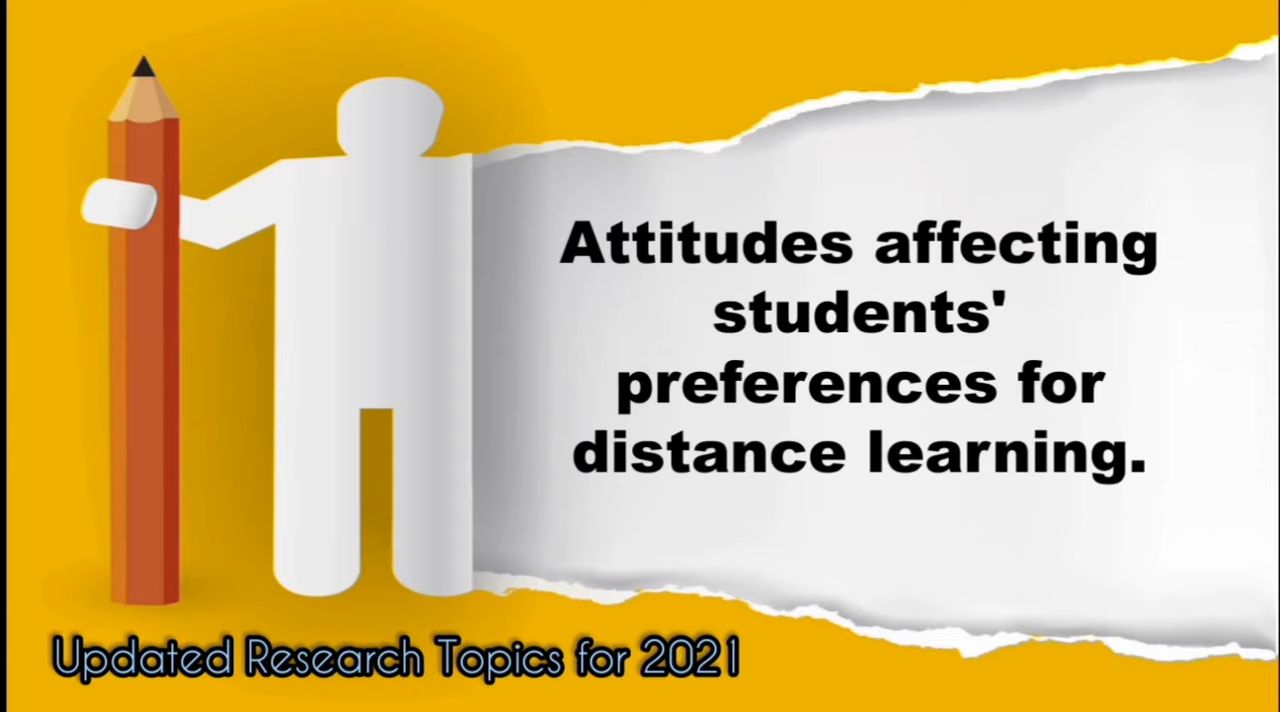 Attitudes affecting
students'
preferences for
distance learning.
Updated Research Topics for 2021